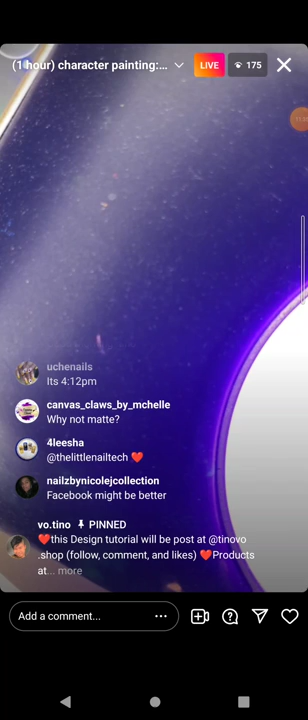 (1 hour) character painting:...
LIVE
175
uchenails
Its 4:12pm
canvas_claws_by_mchelle
Why not matte?
4leesha
@thelittlenailtech ❤️
nailzbynicolejcollection
Facebook might be better
vo.tino PINNED
❤️this Design tutorial will be post at @tinovo
.shop (follow, comment, and likes) ❤️Products
at... more
Add a comment...